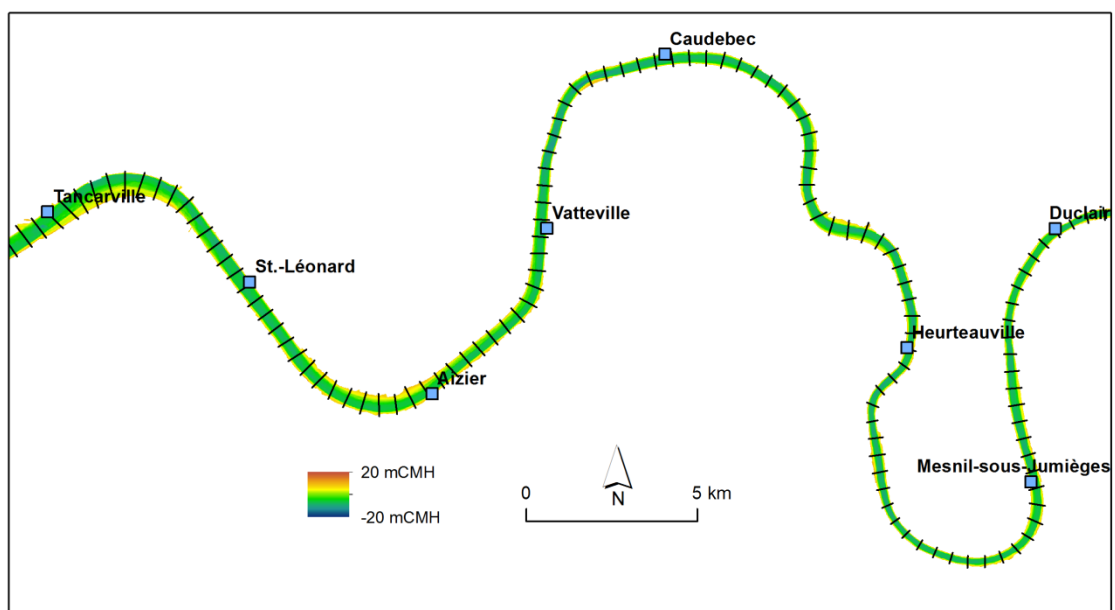 Caudebec
Tancarville
Vatteville
Duclair
St.-Léonard
Heurteauville
Aizier
Mesnil-sous-Jumièges
20 mCMH
-20 mCMH
0
5 km
N